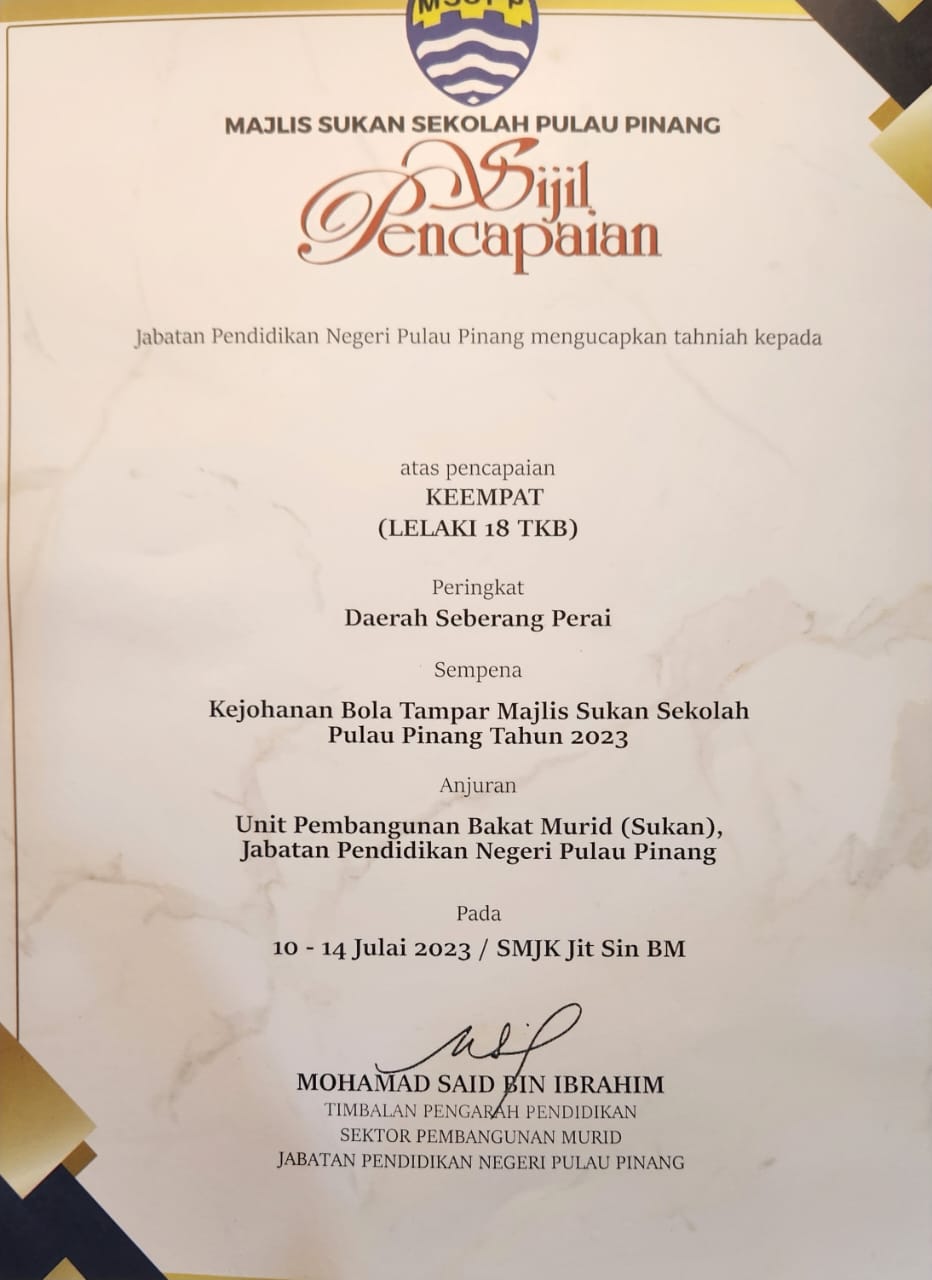 MAJLIS SUKAN SEKOLAH PULAU PINANG
Sijil
Pencapaian
Jabatan Pendidikan Negeri Pulau Pinang mengucapkan tahniah kepada
atas pencapaian
KEEMPAT
(LELAKI 18 TKB)
Peringkat
Daerah Seberang Perai
Sempena
Kejohanan Bola Tampar Majlis Sukan Sekolah
Pulau Pinang Tahun 2023
Anjuran
Unit Pembangunan Bakat Murid (Sukan),
Jabatan Pendidikan Negeri Pulau Pinang
Pada
10 - 14 Julai 2023 / SMJK Jit Sin BM
MOHAMAD SAID BIN IBRAHIM
TIMBALAN PENGARAH PENDIDIKAN
SEKTOR PEMBANGUNAN MURID
JABATAN PENDIDIKAN NEGERI PULAU PINANG